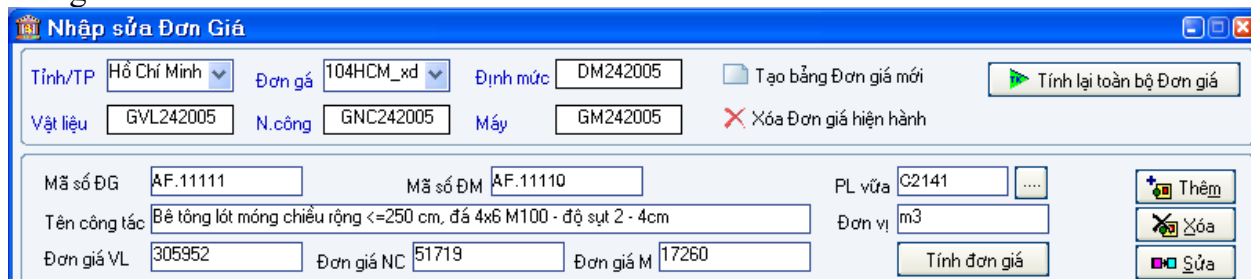 Nhập sửa Đơn Giá
Tỉnh/TP Hồ Chí Minh Đơn gá 104HCM_xd Định mức DM242005 Tạo bảng Đơn giá mới Tính lại toàn bộ Đơn giá
Vật liệu GVL242005 N.công GNC242005 Máy GM242005 Xóa Đơn giá hiện hành
Mã số ĐG AF.11111 Mã số ĐM AF.11110 PL vữa C2141 .... Thêm
Tên công tác Bê tông lót móng chiều rộng <=250 cm, đá 4x6 M100 - độ sụt 2 - 4cm Đơn vị m3 Xóa
Đơn giá VL 305952 Đơn giá NC 51719 Đơn giá M 17260 Tính đơn giá Sửa